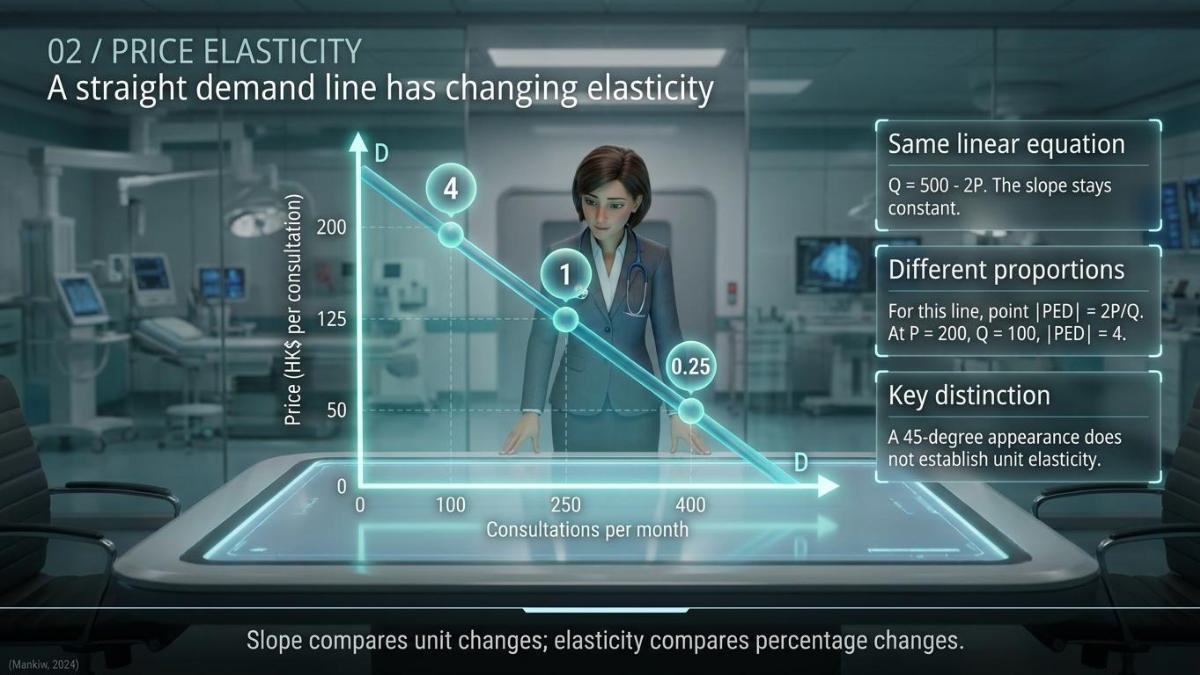 02 / PRICE ELASTICITY
A straight demand line has changing elasticity
D
4
1
0.25
D
Price (HK$ per consultation)
200
125
50
0
0
100
250
400
Consultations per month
Same linear equation
Q = 500 - 2P. The slope stays
constant.
Different proportions
For this line, point |PED| = 2P/Q.
At P = 200, Q = 100, |PED| = 4.
Key distinction
A 45-degree appearance does
not establish unit elasticity.
Slope compares unit changes; elasticity compares percentage changes.
(Mankiw, 2024)